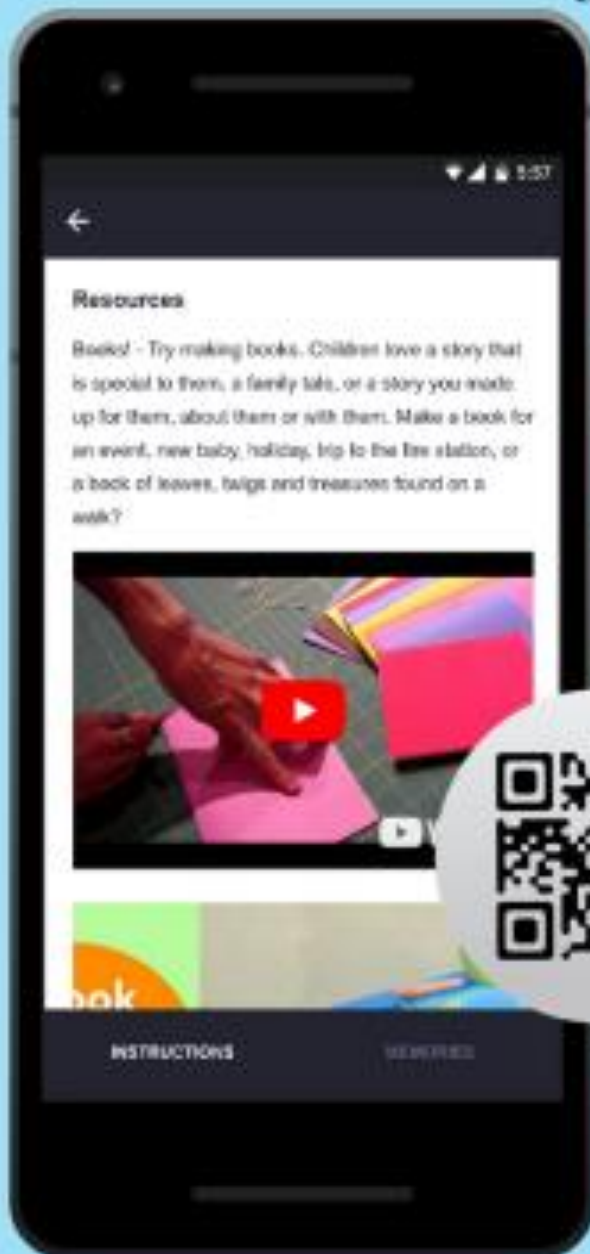 5:57
Resources
Books! - Try making books. Children love a story that
is special to them, a family tale, or a story you made
up for them, about them or with them. Make a book for
an event, new baby, holiday, trip to the fire station, or
a book of leaves, twigs and treasures found on a
walk?
ook
INSTRUCTIONS
MEMORIES